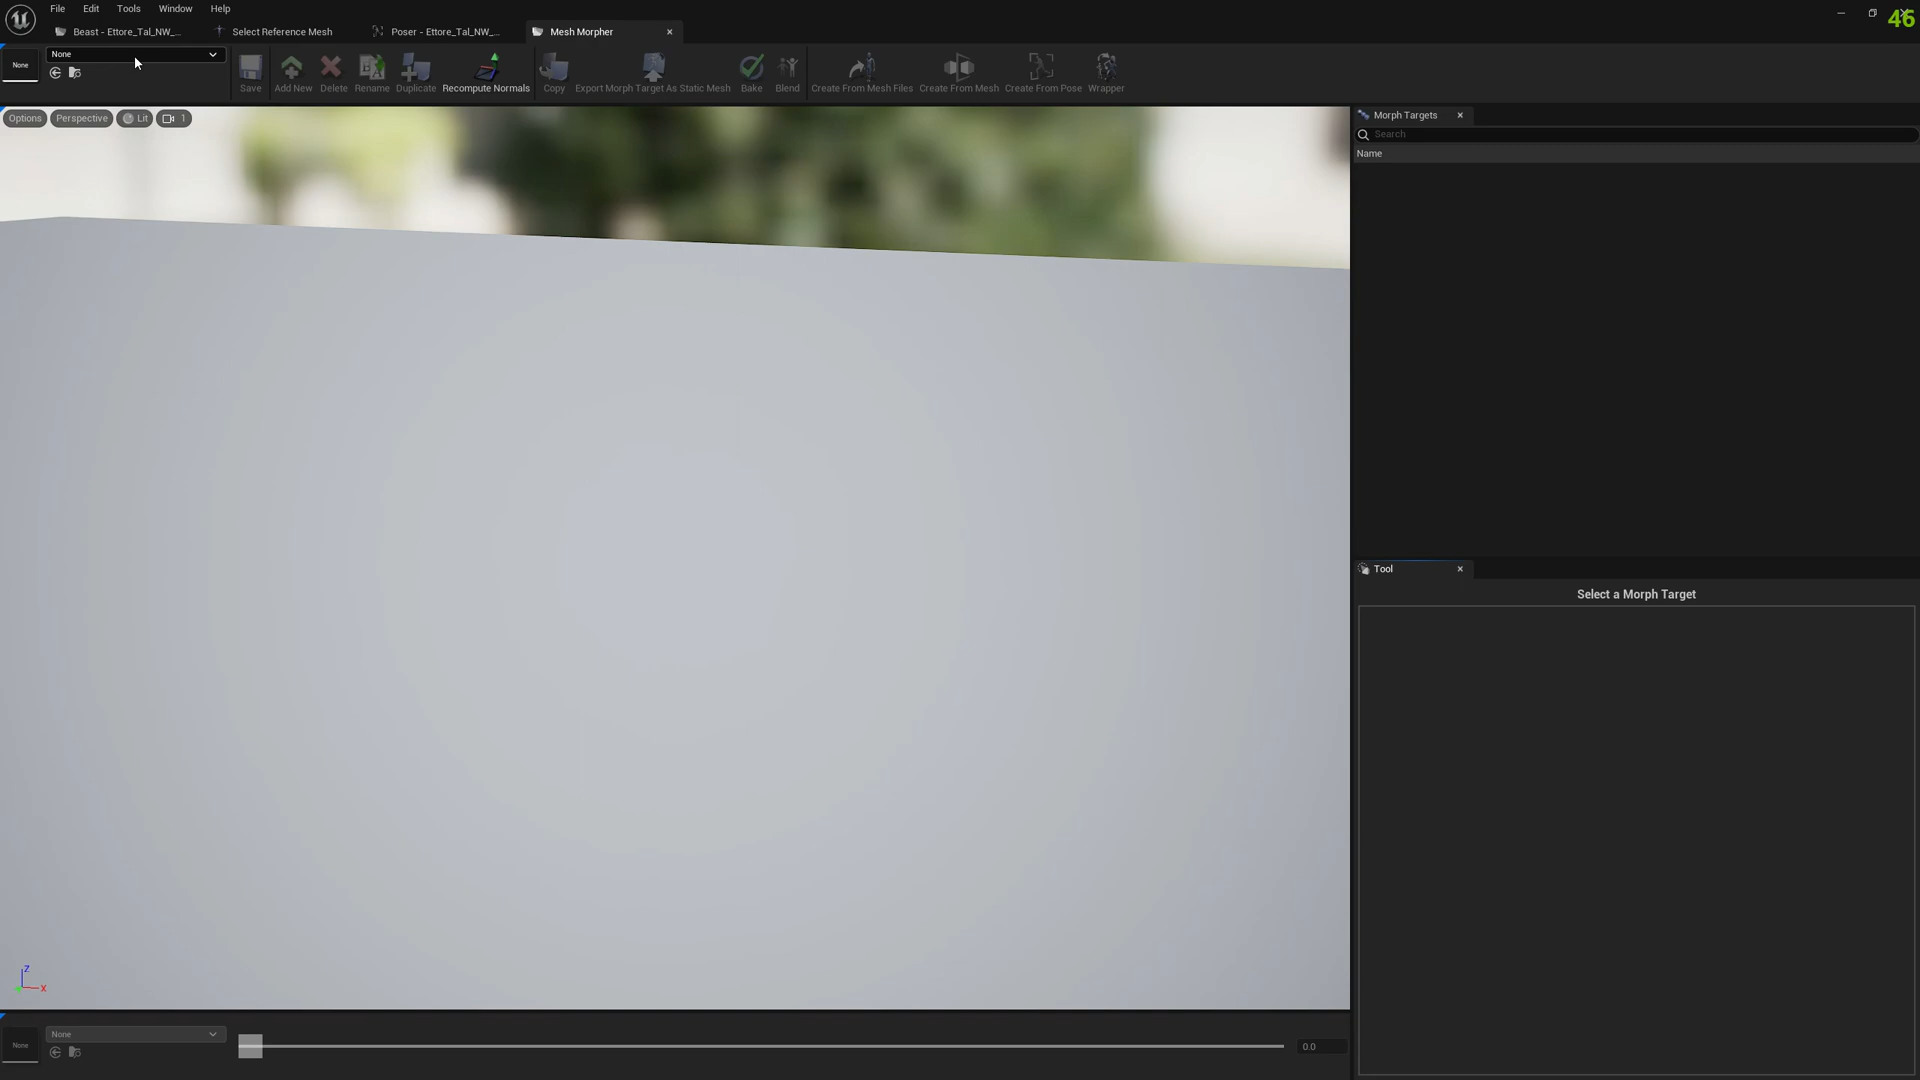 File Edit Tools Window Help
46
Beast - Ettore_Tal_NW_... Select Reference Mesh Poser - Ettore_Tal_NW_... Mesh Morpher
None
None
Save Add New Delete Rename Duplicate Recompute Normals Copy Export Morph Target As Static Mesh Bake Blend Create From Mesh Files Create From Mesh Create From Pose Wrapper
Options Perspective Lit 1
Morph Targets
Search
Name
Tool
Select a Morph Target
Z
X
None
None
0.0